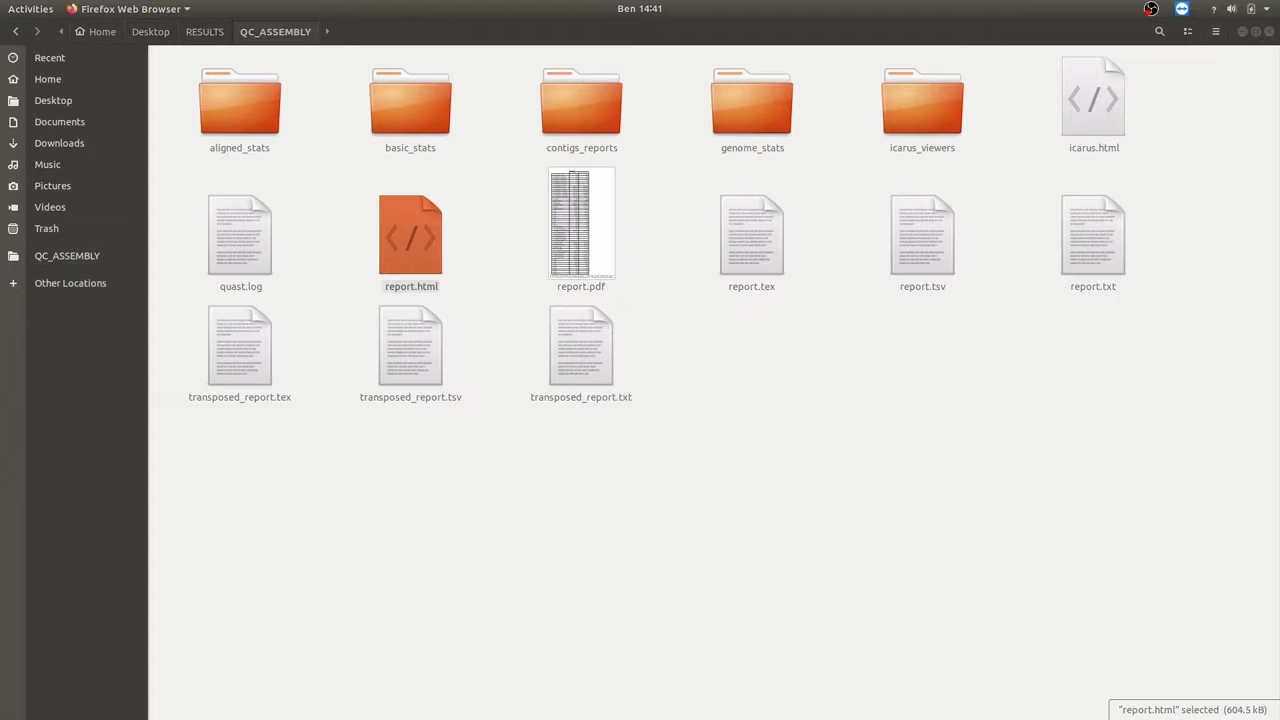 Activities Firefox Web Browser Ben 14:41 ?
Home Desktop RESULTS QC_ASSEMBLY
Recent
Home
Desktop
Documents
Downloads
Music
Pictures
Videos
QC_ASSEMBLY
Other Locations
aligned_stats basic_stats contigs_reports genome_stats icarus_viewers icarus.html
quast.log report.html report.pdf report.tex report.tsv report.txt
transposed_report.tex transposed_report.tsv transposed_report.txt
"report.html" selected (604.5 kB)